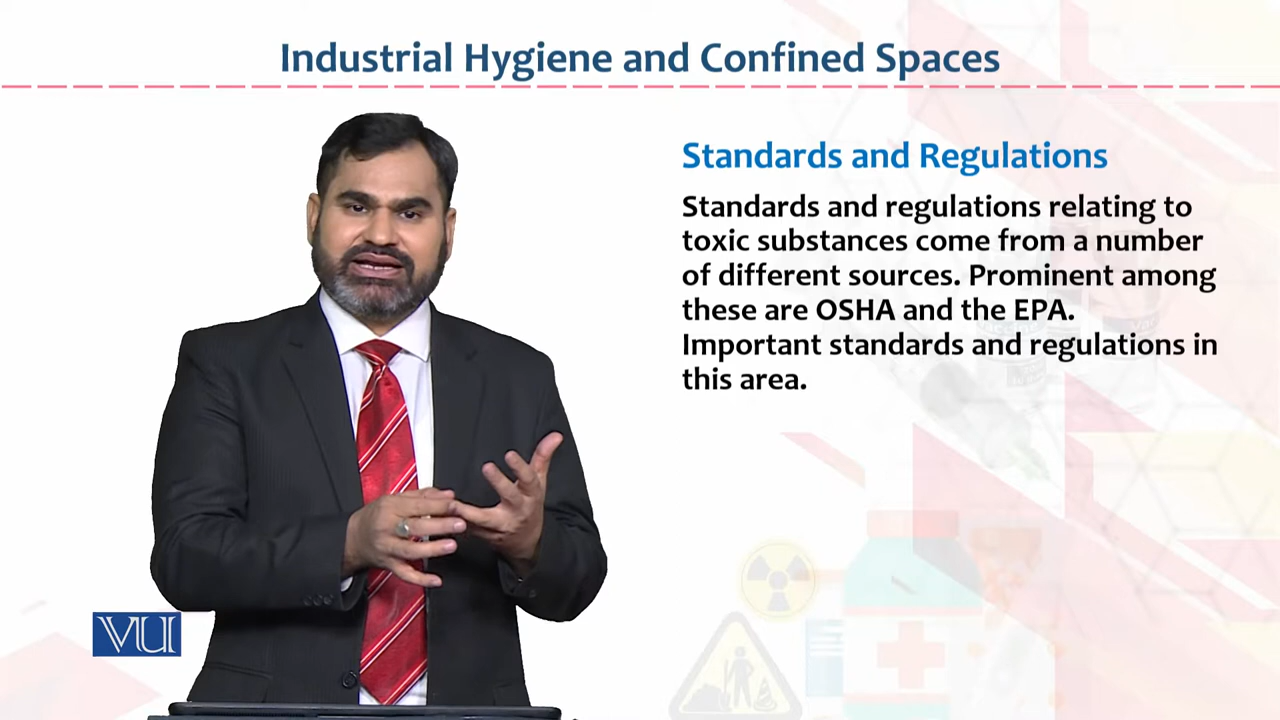 Industrial Hygiene and Confined Spaces
Standards and Regulations
Standards and regulations relating to
toxic substances come from a number
of different sources. Prominent among
these are OSHA and the EPA.
Important standards and regulations in
this area.
VU